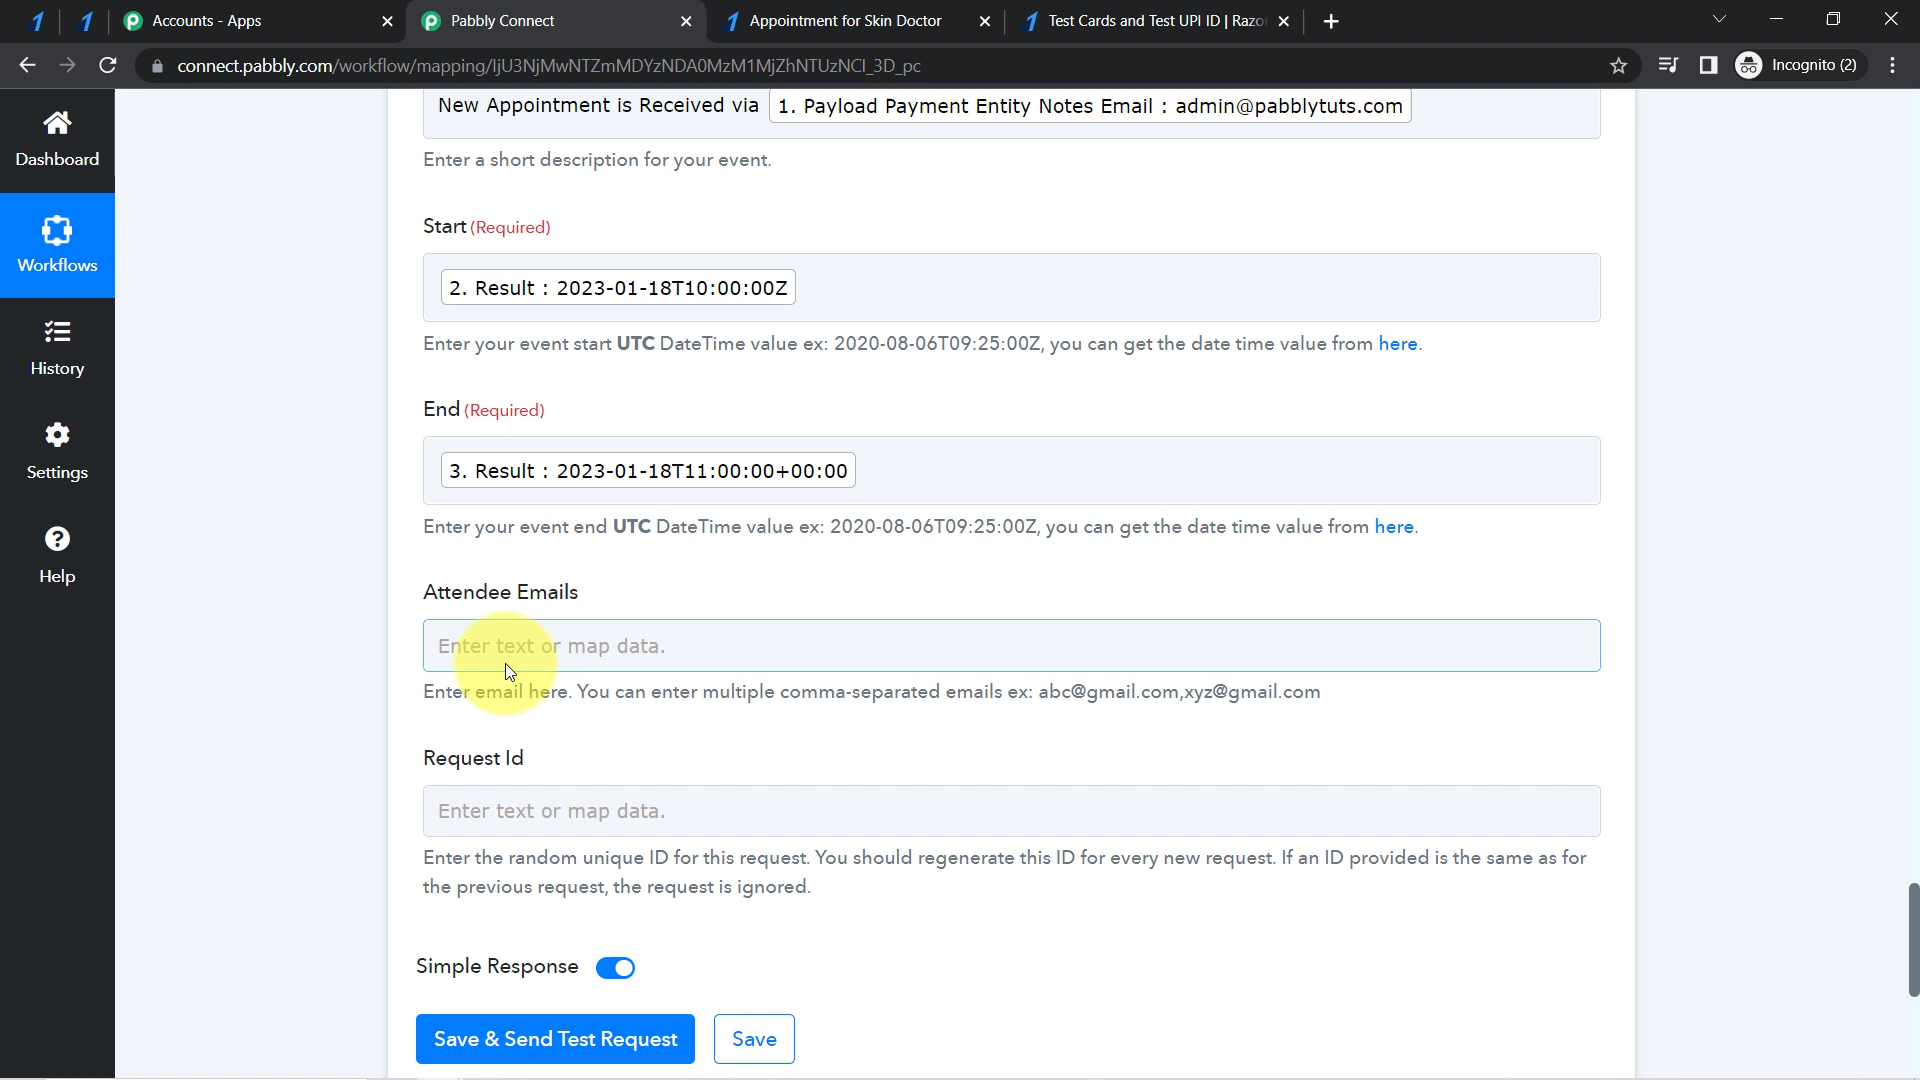 Accounts - Apps
Pabbly Connect
Appointment for Skin Doctor
Test Cards and Test UPI ID | Razo
connect.pabbly.com/workflow/mapping/IjU3NjMwNTZmMDYzNDA0MzM1MjZhNTUzNCI_3D_pc
Incognito (2)
Dashboard
Workflows
History
Settings
Help
New Appointment is Received via 1. Payload Payment Entity Notes Email : admin@pabblytuts.com
Enter a short description for your event.
Start (Required)
2. Result : 2023-01-18T10:00:00Z
Enter your event start UTC DateTime value ex: 2020-08-06T09:25:00Z, you can get the date time value from here.
End (Required)
3. Result : 2023-01-18T11:00:00+00:00
Enter your event end UTC DateTime value ex: 2020-08-06T09:25:00Z, you can get the date time value from here.
Attendee Emails
Enter text or map data.
Enter email here. You can enter multiple comma-separated emails ex: abc@gmail.com,xyz@gmail.com
Request Id
Enter text or map data.
Enter the random unique ID for this request. You should regenerate this ID for every new request. If an ID provided is the same as for
the previous request, the request is ignored.
Simple Response
Save & Send Test Request
Save